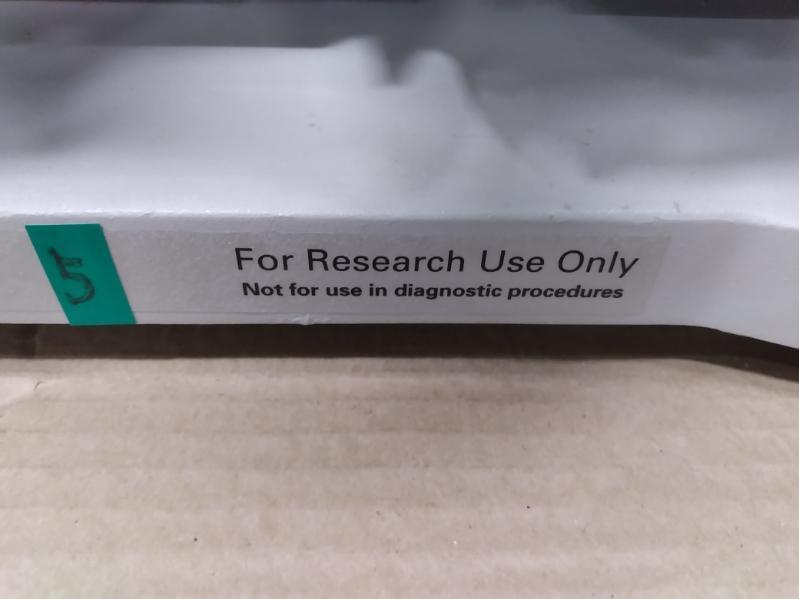 5
For Research Use Only
Not for use in diagnostic procedures